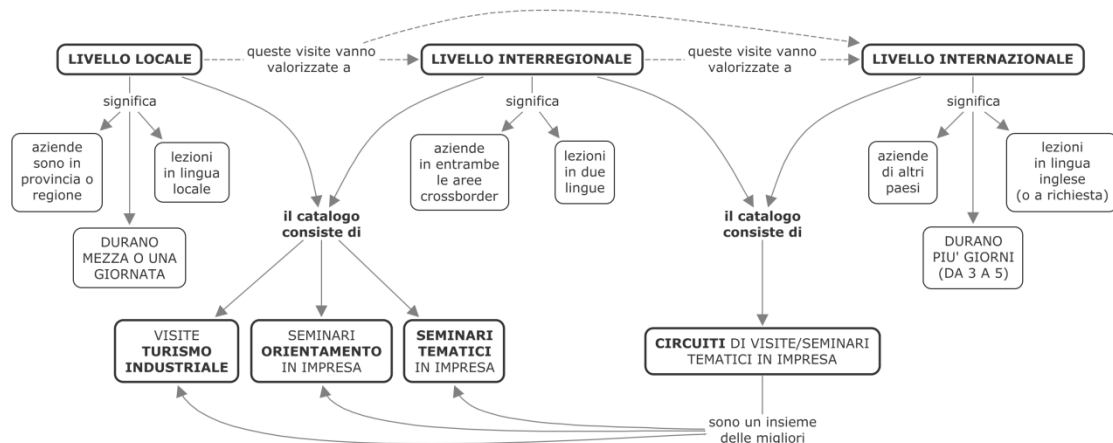 queste visite vanno
valorizzate a
queste visite vanno
valorizzate a
LIVELLO LOCALE
LIVELLO INTERREGIONALE
LIVELLO INTERNAZIONALE
significa
significa
significa
aziende
sono in
provincia o
regione
lezioni
in lingua
locale
aziende
in entrambe
le aree
crossborder
lezioni
in due
lingue
aziende
di altri
paesi
lezioni
in lingua
inglese
(o a richiesta)
il catalogo
consiste di
il catalogo
consiste di
DURANO
MEZZA O UNA
GIORNATA
DURANO
PIU' GIORNI
(DA 3 A 5)
VISITE
TURISMO
INDUSTRIALE
SEMINARI
ORIENTAMENTO
IN IMPRESA
SEMINARI
TEMATICI
IN IMPRESA
CIRCUITI DI VISITE/SEMINARI
TEMATICI IN IMPRESA
sono un insieme
delle migliori